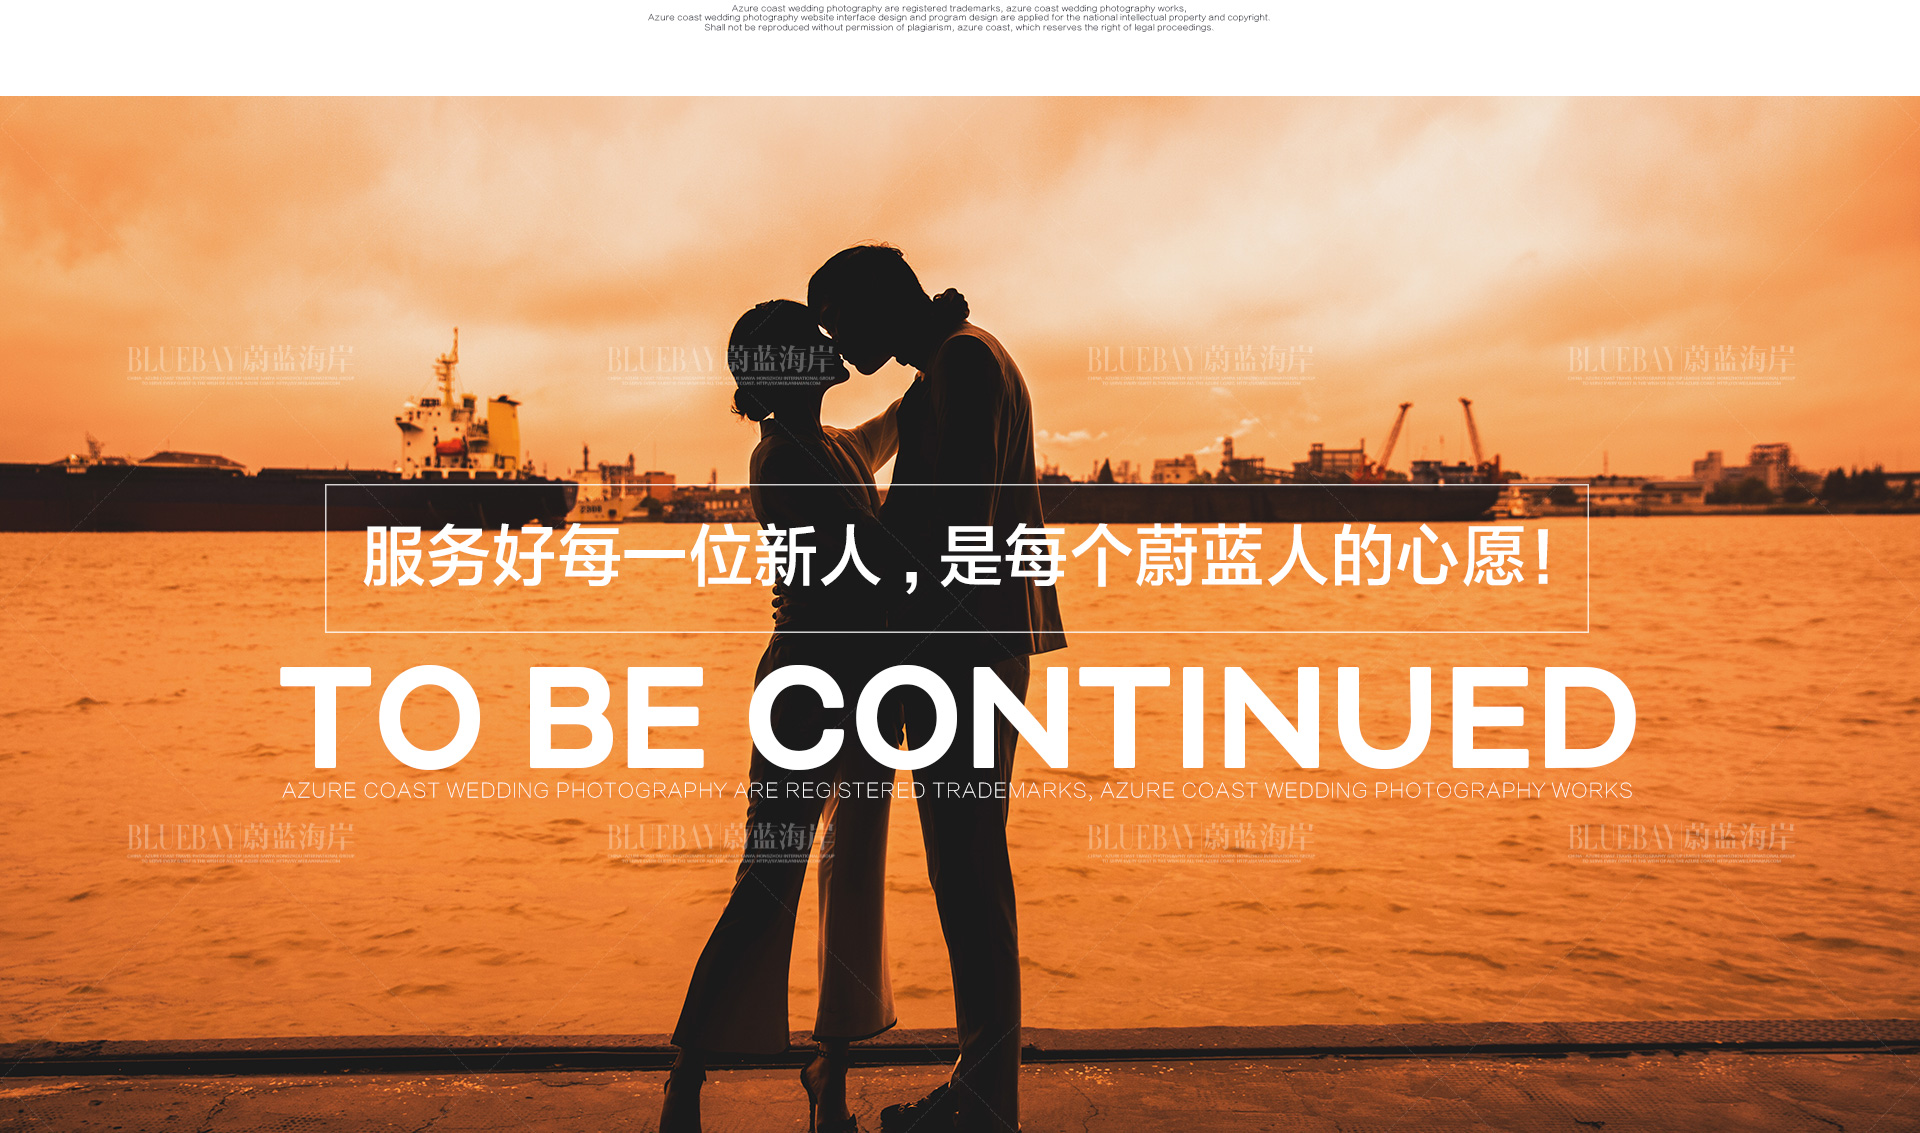 Azure coast wedding photography are registered trademarks, azure coast wedding photography works,
Azure coast wedding photography website interface design and program design are applied for the national intellectual property and copyright.
Shall not be reproduced without permission of plagiarism, azure coast, which reserves the right of legal proceedings.
BLUEBAY 蔚蓝海岸 BLUEBAY 蔚蓝海岸 BLUEBAY 蔚蓝海岸 BLUEBAY 蔚蓝海岸
服务好每一位新人，是每个蔚蓝人的心愿！
TO BE CONTINUED
AZURE COAST WEDDING PHOTOGRAPHY ARE REGISTERED TRADEMARKS, AZURE COAST WEDDING PHOTOGRAPHY WORKS
BLUEBAY 蔚蓝海岸 BLUEBAY 蔚蓝海岸 BLUEBAY 蔚蓝海岸 BLUEBAY 蔚蓝海岸